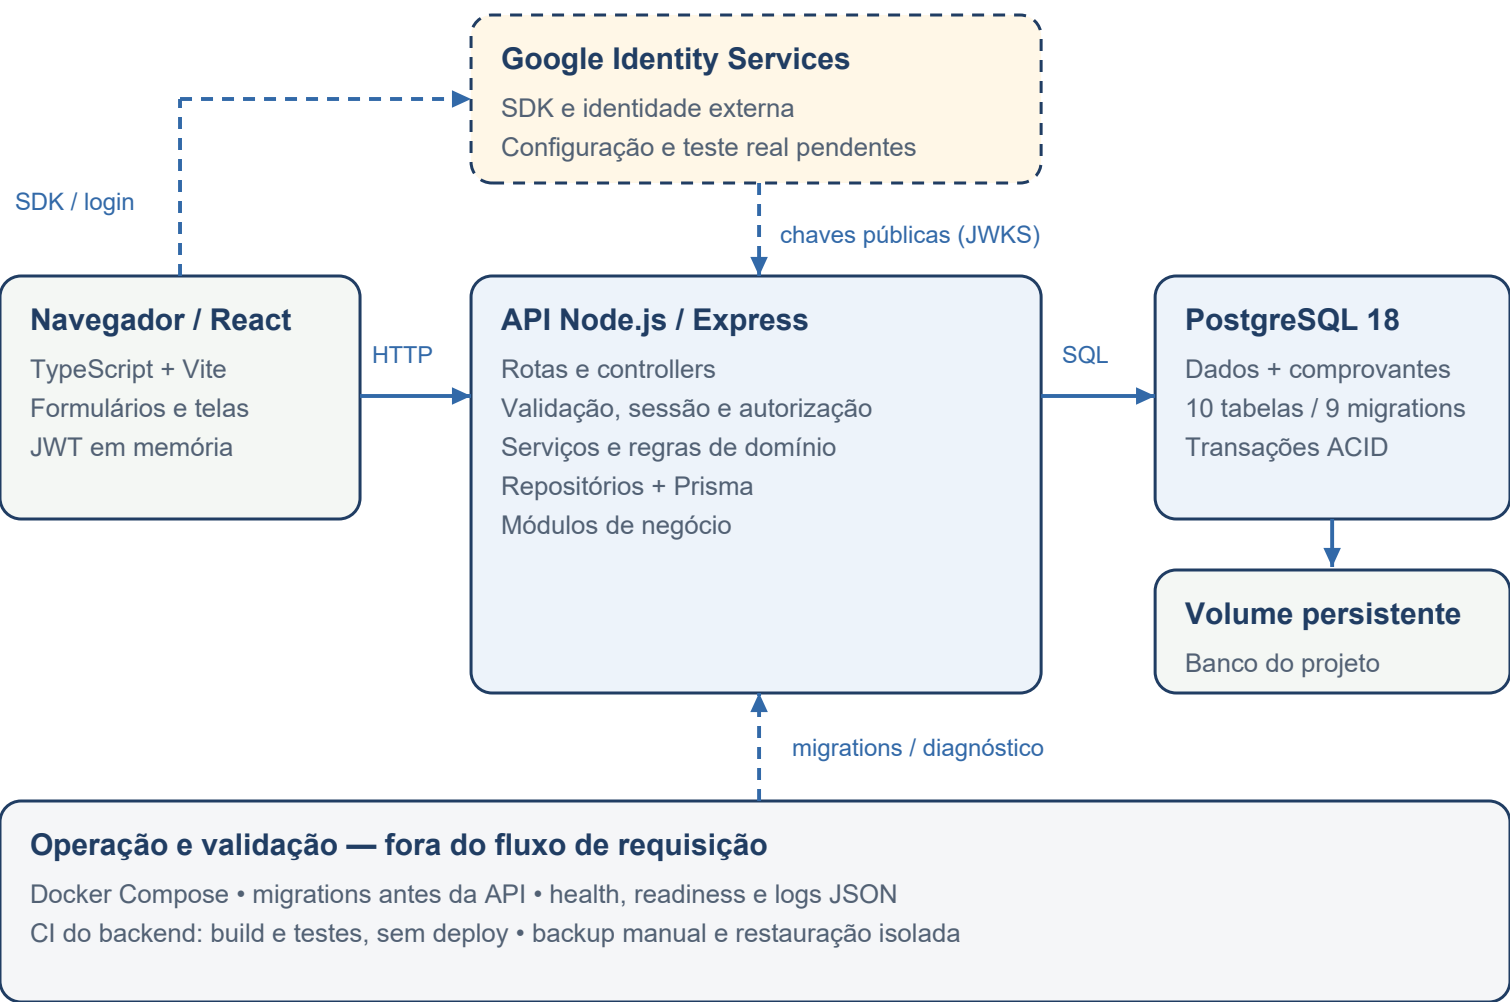 Google Identity Services
SDK e identidade externa
Configuração e teste real pendentes
SDK / login
chaves públicas (JWKS)
Navegador / React
TypeScript + Vite
Formulários e telas
JWT em memória
HTTP
API Node.js / Express
Rotas e controllers
Validação, sessão e autorização
Serviços e regras de domínio
Repositórios + Prisma
Módulos de negócio
SQL
PostgreSQL 18
Dados + comprovantes
10 tabelas / 9 migrations
Transações ACID
Volume persistente
Banco do projeto
migrations / diagnóstico
Operação e validação — fora do fluxo de requisição
Docker Compose • migrations antes da API • health, readiness e logs JSON
CI do backend: build e testes, sem deploy • backup manual e restauração isolada